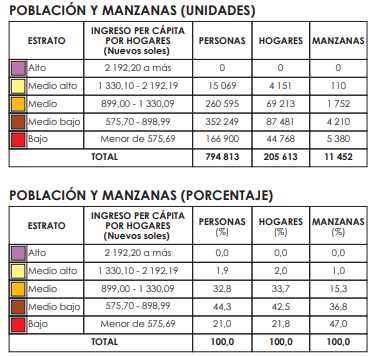 POBLACIÓN Y MANZANAS (UNIDADES)
ESTRATO INGRESO PER CÁPITA POR HOGARES (Nuevos soles) PERSONAS HOGARES MANZANAS
Alto 2 192,20 a más 0 0 0
Medio alto 1 330,10 - 2 192,19 15 069 4 151 110
Medio 899,00 - 1 330,09 260 595 69 213 1 752
Medio bajo 575,70 - 898,99 352 249 87 481 4 210
Bajo Menor de 575,69 166 900 44 768 5 380
TOTAL 794 813 205 613 11 452
POBLACIÓN Y MANZANAS (PORCENTAJE)
ESTRATO INGRESO PER CÁPITA POR HOGARES (Nuevos soles) PERSONAS (%) HOGARES (%) MANZANAS (%)
Alto 2 192,20 a más 0,0 0,0 0,0
Medio alto 1 330,10 - 2 192,19 1,9 2,0 1,0
Medio 899,00 - 1 330,09 32,8 33,7 15,3
Medio bajo 575,70 - 898,99 44,3 42,5 36,8
Bajo Menor de 575,69 21,0 21,8 47,0
TOTAL 100,0 100,0 100,0